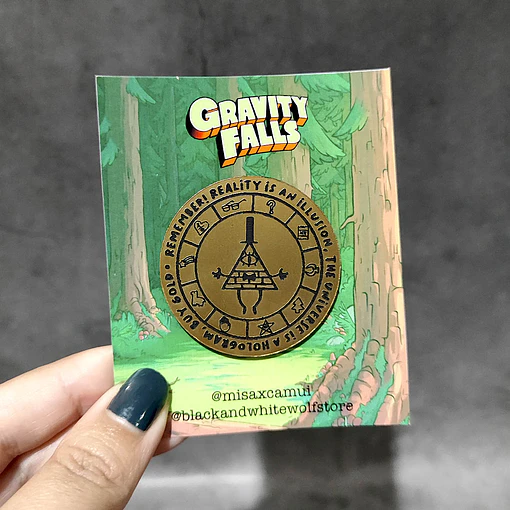 GRAVITY
FALLS
REMEMBER! REALITY IS AN ILLUSION, THE UNIVERSE IS A HOLOGRAM, BUY GOLD •
@misaxcamui
@blackandwhitewolfstore